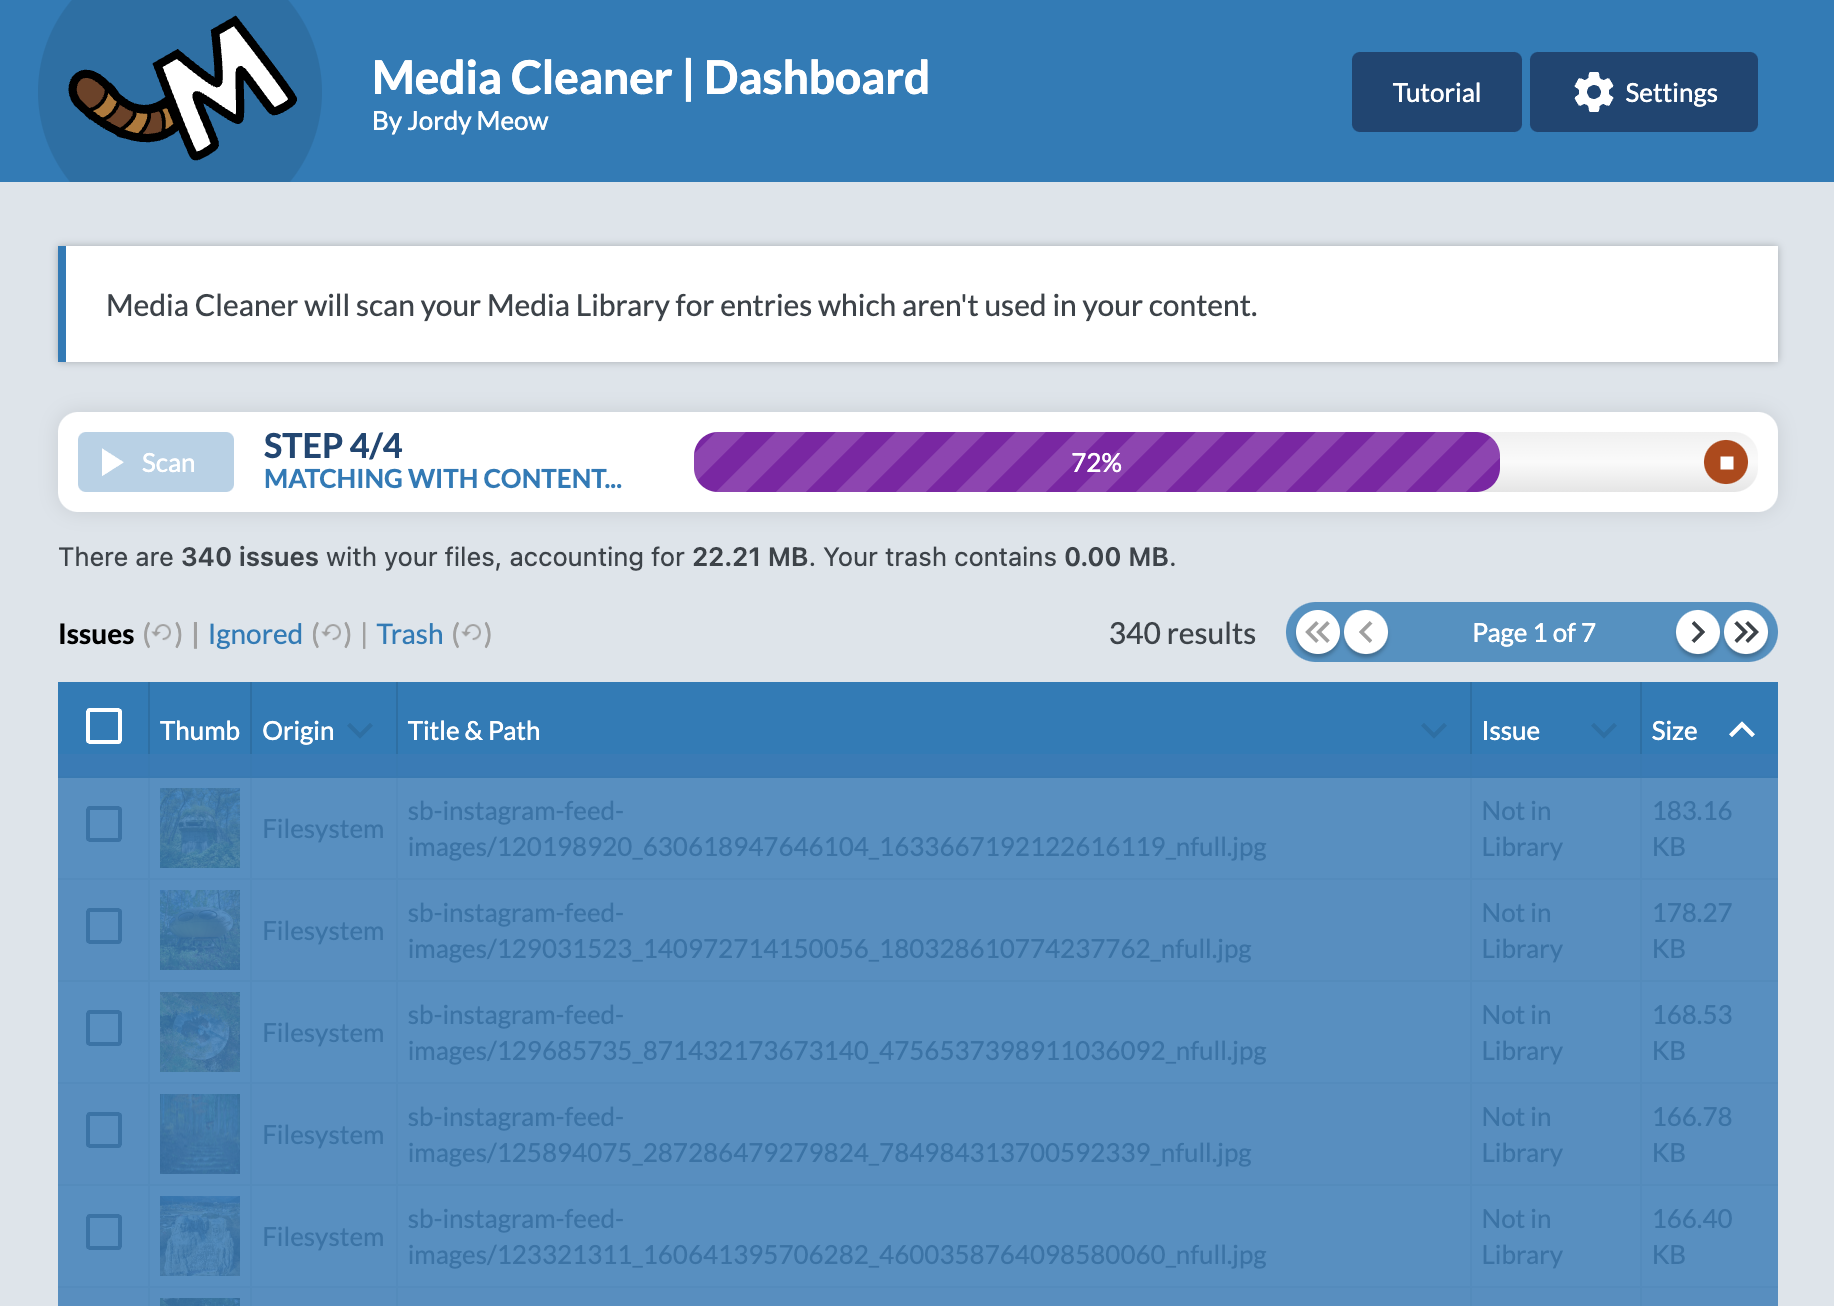 M
Media Cleaner | Dashboard
By Jordy Meow
Tutorial
Settings
Media Cleaner will scan your Media Library for entries which aren't used in your content.
Scan
STEP 4/4
MATCHING WITH CONTENT...
72%
There are 340 issues with your files, accounting for 22.21 MB. Your trash contains 0.00 MB.
Issues (↺) | Ignored (↺) | Trash (↺)
340 results
Page 1 of 7
Thumb Origin Title & Path Issue Size
Filesystem
sb-instagram-feed-
images/120198920_630618947646104_1633667192122616119_nfull.jpg
Not in
Library
183.16
KB
Filesystem
sb-instagram-feed-
images/129031523_140972714150056_180328610774237762_nfull.jpg
Not in
Library
178.27
KB
Filesystem
sb-instagram-feed-
images/129685735_871432173673140_4756537398911036092_nfull.jpg
Not in
Library
168.53
KB
Filesystem
sb-instagram-feed-
images/125894075_287286479279824_784984313700592339_nfull.jpg
Not in
Library
166.78
KB
Filesystem
sb-instagram-feed-
images/123321311_160641395706282_4600358764098580060_nfull.jpg
Not in
Library
166.40
KB